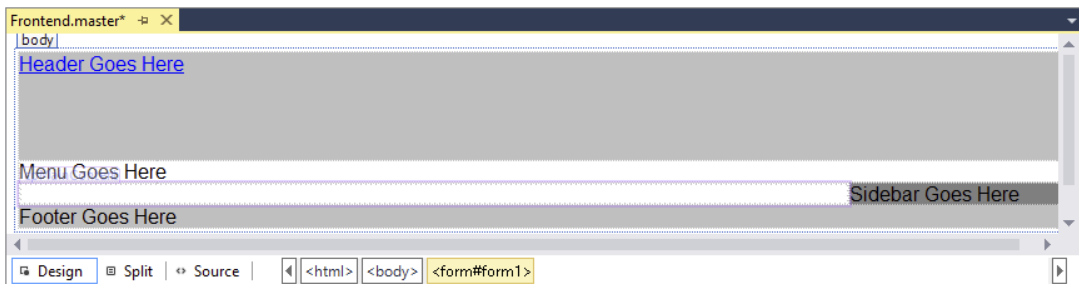 Frontend.master*
body
Header Goes Here
Menu Goes Here
Sidebar Goes Here
Footer Goes Here
Design Split Source <html> <body> <form#form1>